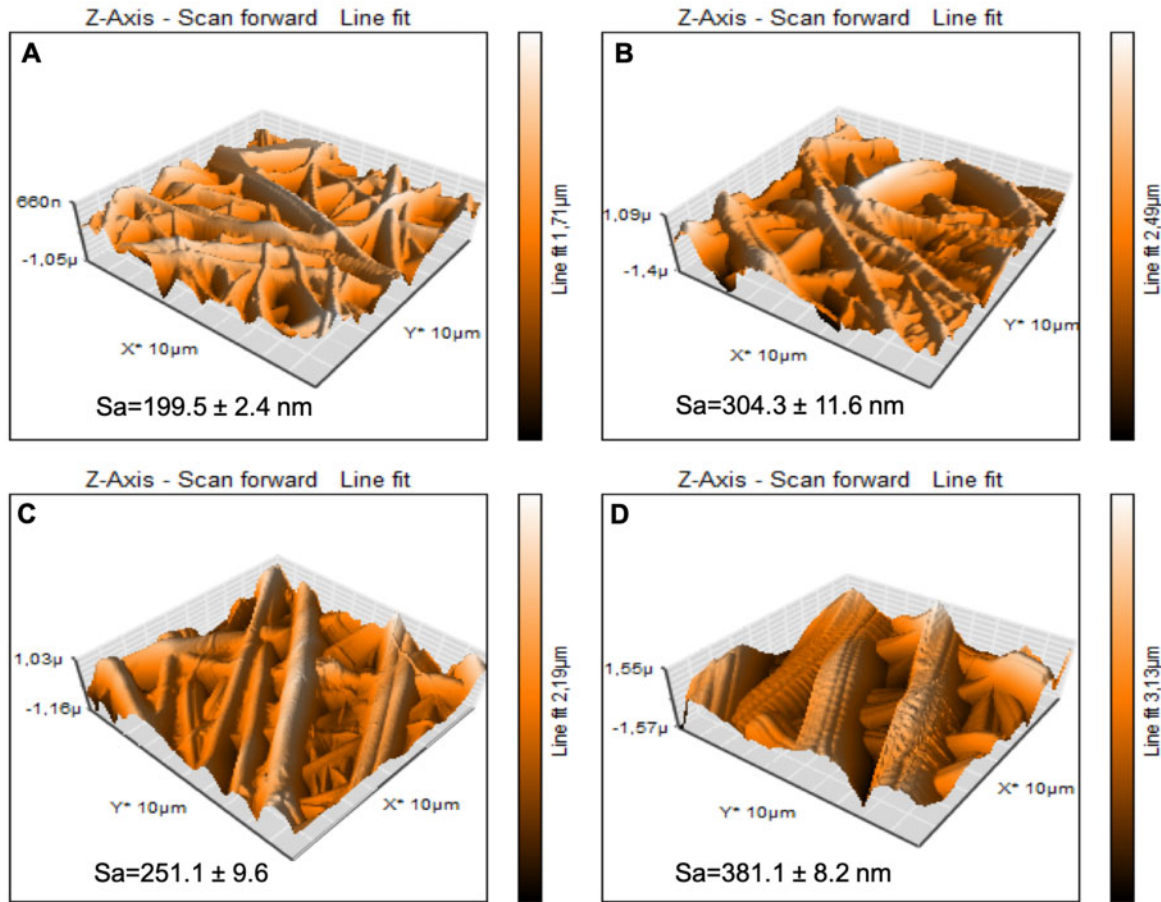 Z-Axis - Scan forward Line fit
A
660n
-1,05µ
X* 10µm
Y* 10µm
Sa=199.5 ± 2.4 nm
Line fit 1,71µm
Z-Axis - Scan forward Line fit
B
1,09µ
-1,4µ
X* 10µm
Y* 10µm
Sa=304.3 ± 11.6 nm
Line fit 2,49µm
Z-Axis - Scan forward Line fit
C
1,03µ
-1,16µ
Y* 10µm
X* 10µm
Sa=251.1 ± 9.6
Line fit 2,19µm
Z-Axis - Scan forward Line fit
D
1,55µ
-1,57µ
Y* 10µm
X* 10µm
Sa=381.1 ± 8.2 nm
Line fit 3,13µm